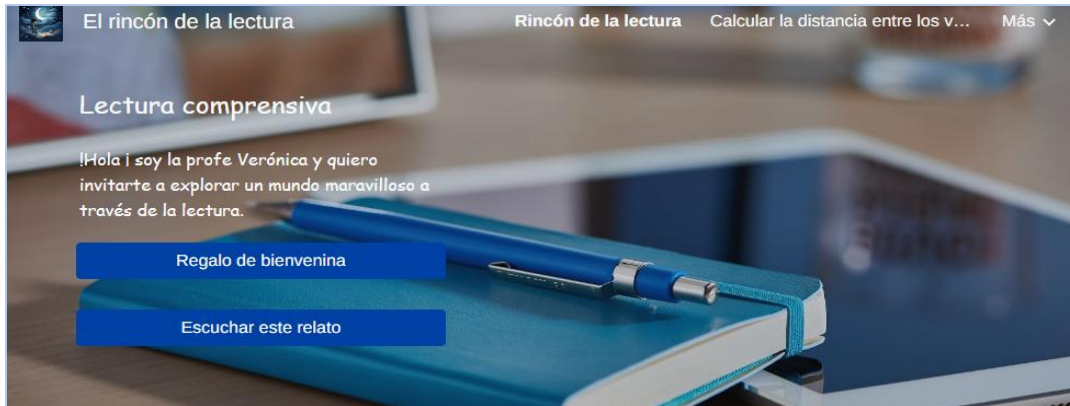 El rincón de la lectura
Rincón de la lectura
Calcular la distancia entre los v…
Más
Lectura comprensiva
!Hola ¡ soy la profe Verónica y quiero
invitarte a explorar un mundo maravilloso a
través de la lectura.
Regalo de bienvenina
Escuchar este relato